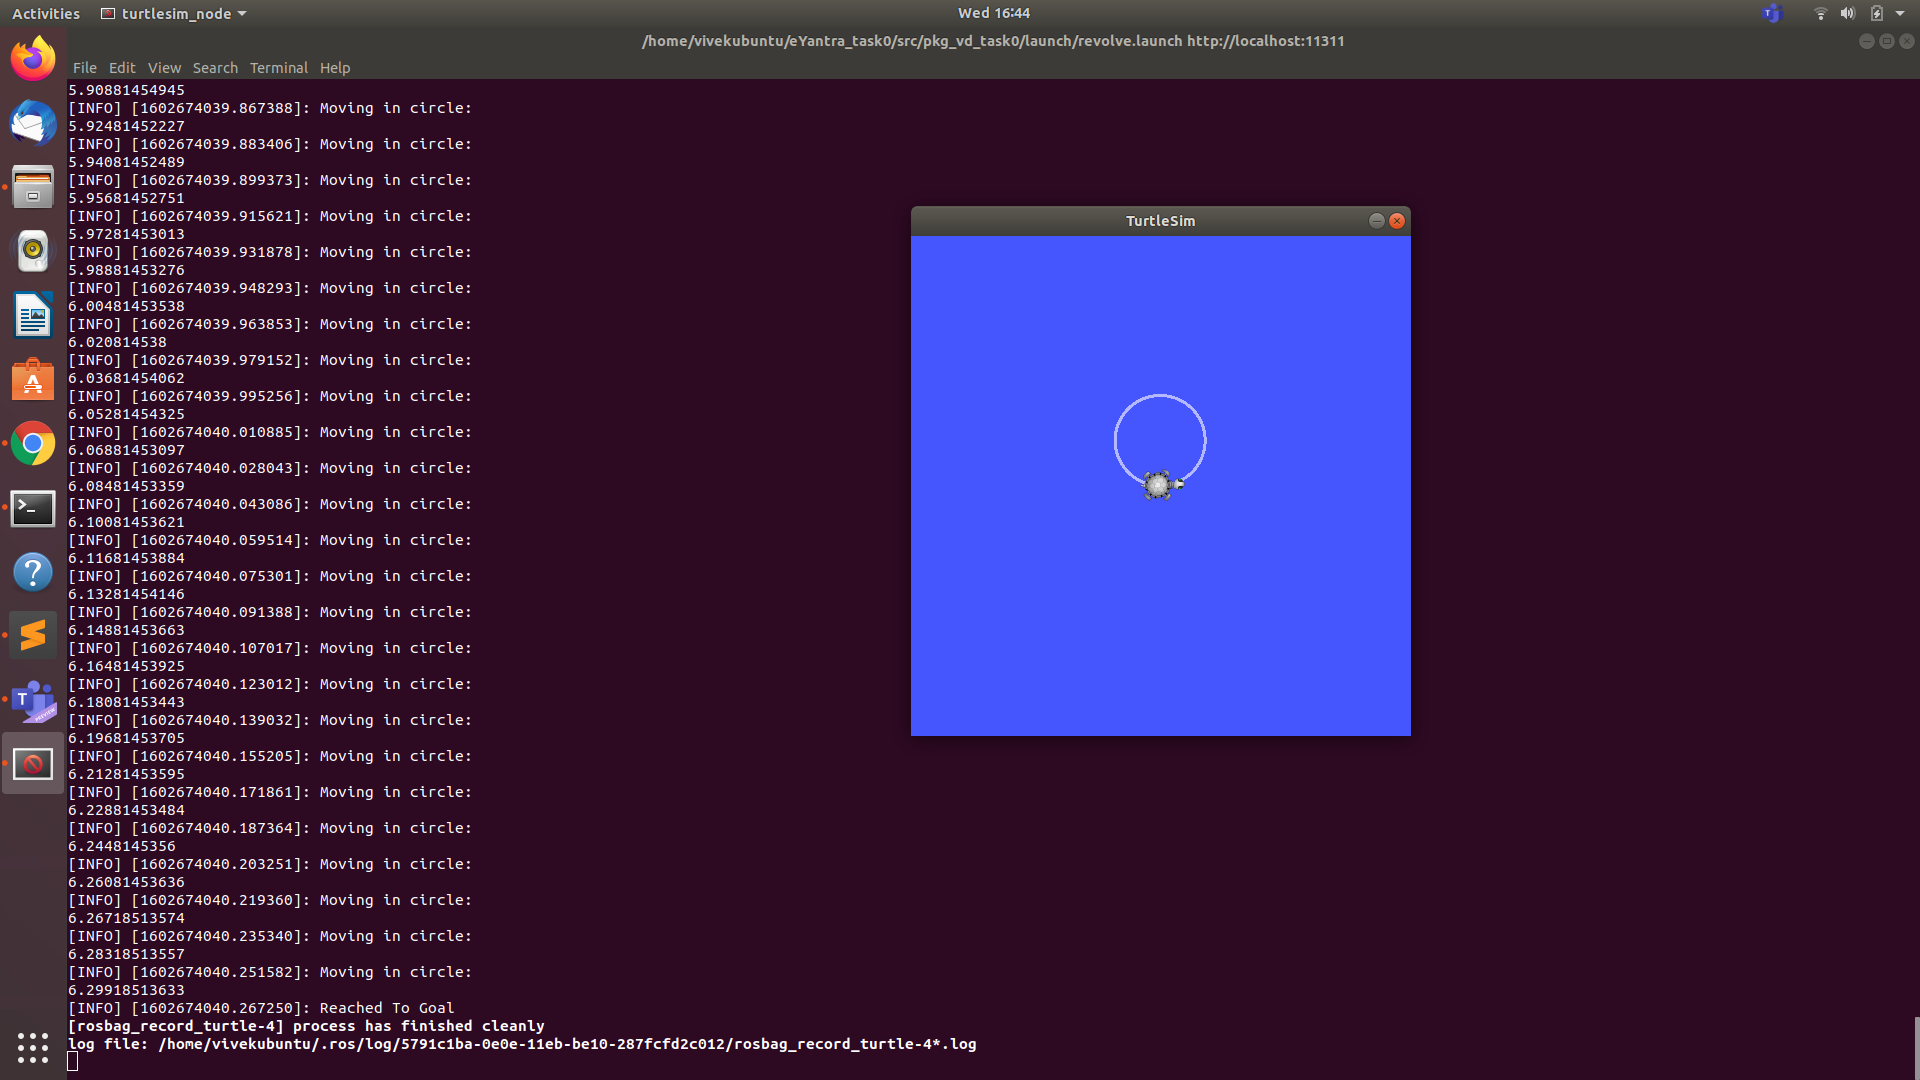 Activities turtlesim_node Wed 16:44
/home/vivekubuntu/eYantra_task0/src/pkg_vd_task0/launch/revolve.launch http://localhost:11311
File Edit View Search Terminal Help
5.90881454945
[INFO] [1602674039.867388]: Moving in circle:
5.92481452227
[INFO] [1602674039.883406]: Moving in circle:
5.94081452489
[INFO] [1602674039.899373]: Moving in circle:
5.95681452751
[INFO] [1602674039.915621]: Moving in circle:
5.97281453013
[INFO] [1602674039.931878]: Moving in circle:
5.98881453276
[INFO] [1602674039.948293]: Moving in circle:
6.00481453538
[INFO] [1602674039.963853]: Moving in circle:
6.020814538
[INFO] [1602674039.979152]: Moving in circle:
6.03681454062
[INFO] [1602674039.995256]: Moving in circle:
6.05281454325
[INFO] [1602674040.010885]: Moving in circle:
6.06881453097
[INFO] [1602674040.028043]: Moving in circle:
6.08481453359
[INFO] [1602674040.043086]: Moving in circle:
6.10081453621
[INFO] [1602674040.059514]: Moving in circle:
6.11681453884
[INFO] [1602674040.075301]: Moving in circle:
6.13281454146
[INFO] [1602674040.091388]: Moving in circle:
6.14881453663
[INFO] [1602674040.107017]: Moving in circle:
6.16481453925
[INFO] [1602674040.123012]: Moving in circle:
6.18081453443
[INFO] [1602674040.139032]: Moving in circle:
6.19681453705
[INFO] [1602674040.155205]: Moving in circle:
6.21281453595
[INFO] [1602674040.171861]: Moving in circle:
6.22881453484
[INFO] [1602674040.187364]: Moving in circle:
6.2448145356
[INFO] [1602674040.203251]: Moving in circle:
6.26081453636
[INFO] [1602674040.219360]: Moving in circle:
6.26718513574
[INFO] [1602674040.235340]: Moving in circle:
6.28318513557
[INFO] [1602674040.251582]: Moving in circle:
6.29918513633
[INFO] [1602674040.267250]: Reached To Goal
[rosbag_record_turtle-4] process has finished cleanly
log file: /home/vivekubuntu/.ros/log/5791c1ba-0e0e-11eb-be10-287fcfd2c012/rosbag_record_turtle-4*.log
TurtleSim